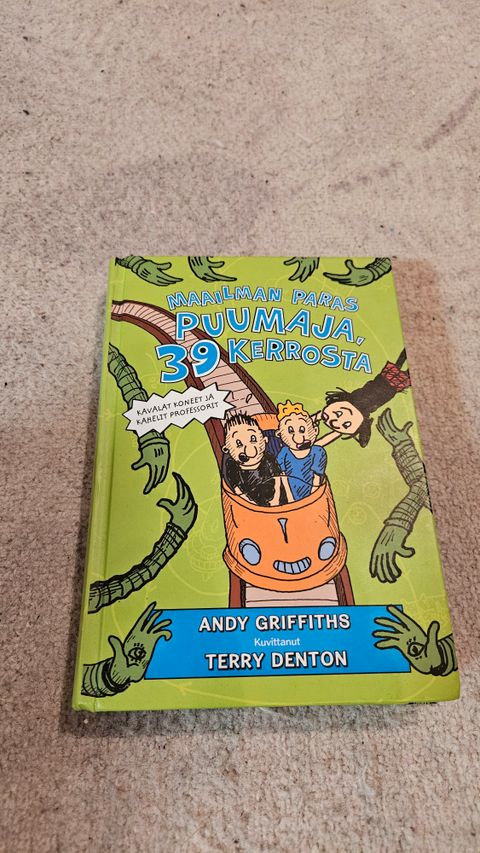 MAAILMAN PARAS
PUUMAJA,
39 KERROSTA
KAVALAT KONEET JA
KAHELIT PROFESSORIT
ANDY GRIFFITHS
Kuvittanut
TERRY DENTON